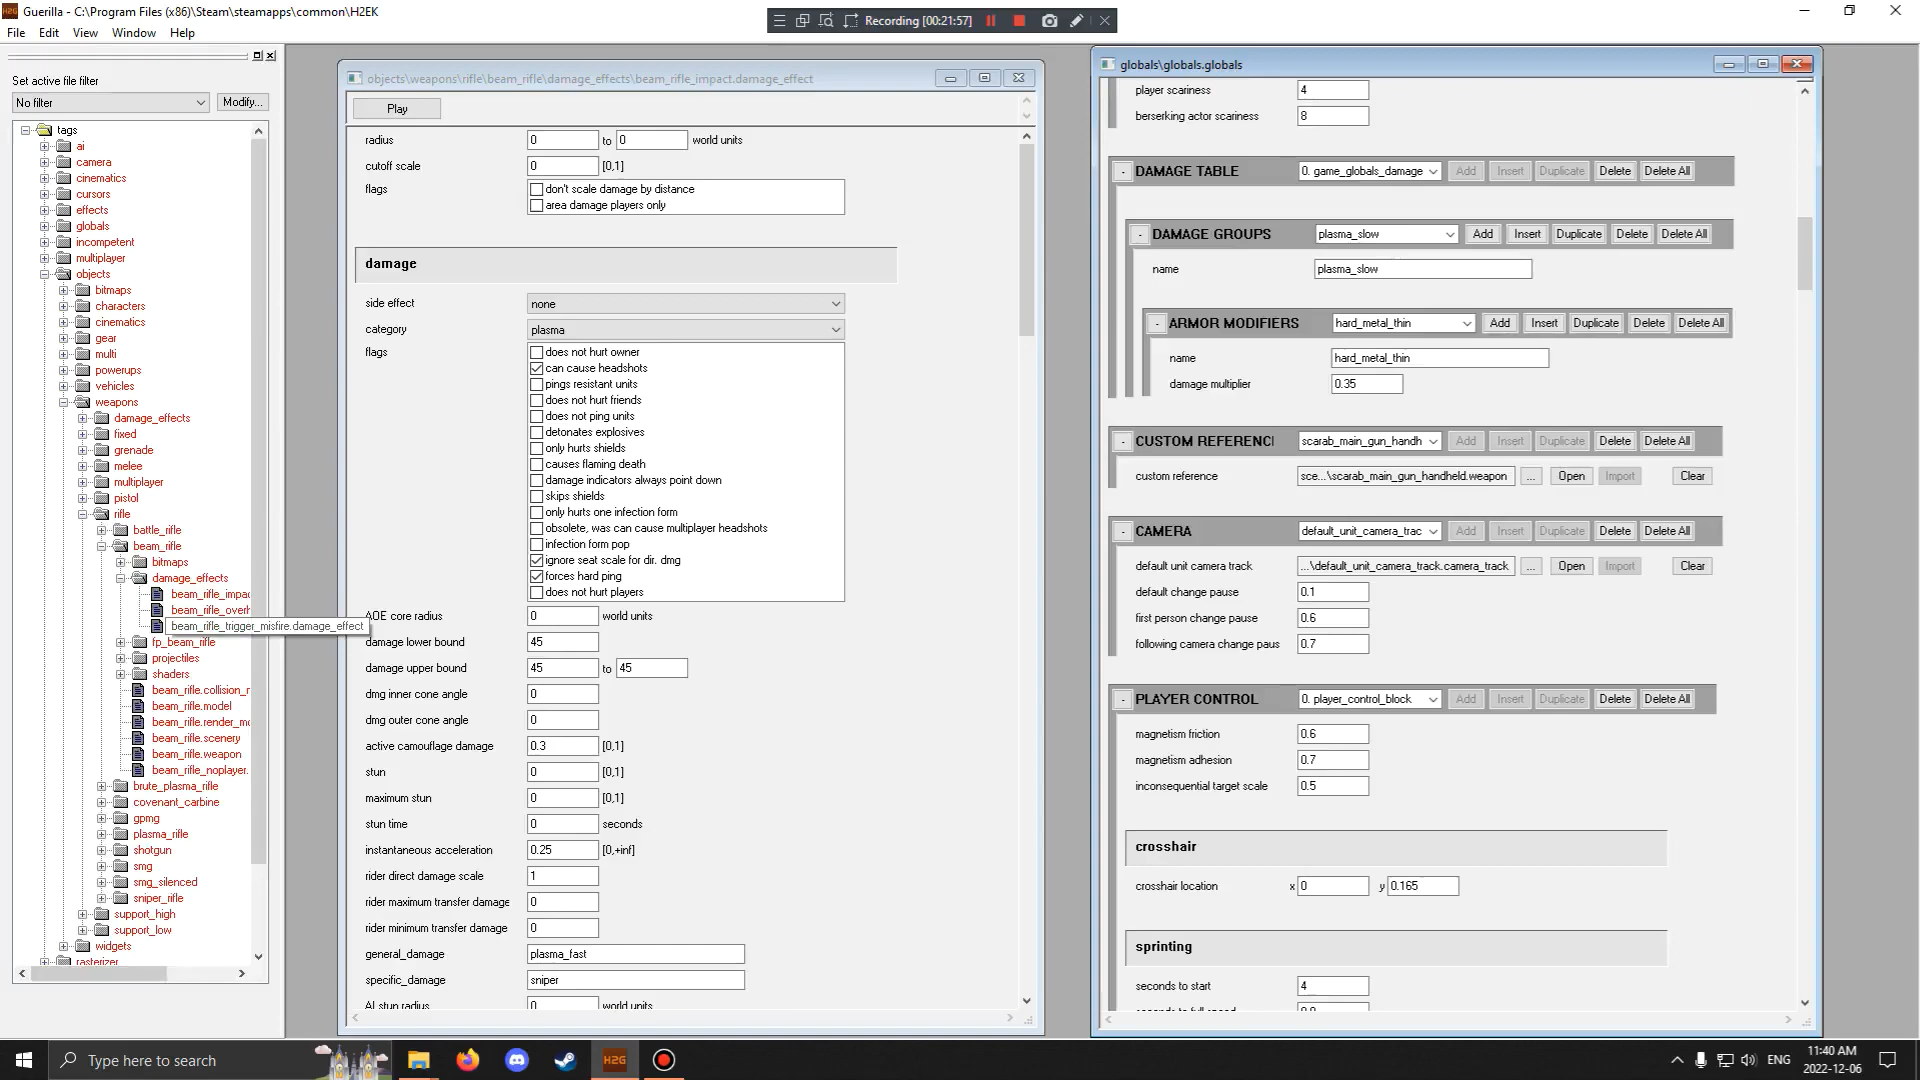 Guerilla - C:\Program Files (x86)\Steam\steamapps\common\H2EK
Recording [00:21:57]
File Edit View Window Help
Set active file filter
No filter
Modify...
tags
ai
camera
cinematics
cursors
effects
globals
incompetent
multiplayer
objects
bitmaps
characters
cinematics
gear
multi
powerups
vehicles
weapons
damage_effects
fixed
grenade
melee
multiplayer
pistol
rifle
battle_rifle
beam_rifle
bitmaps
damage_effects
beam_rifle_impac
beam_rifle_overh
beam_rifle_trigger_misfire.damage_effect
fp_beam_rifle
projectiles
shaders
beam_rifle.collision_m
beam_rifle.model
beam_rifle.render_mo
beam_rifle.scenery
beam_rifle.weapon
beam_rifle_noplayer.
brute_plasma_rifle
covenant_carbine
gpmg
plasma_rifle
shotgun
smg
smg_silenced
sniper_rifle
support_high
support_low
widgets
rasterizer
objects\weapons\rifle\beam_rifle\damage_effects\beam_rifle_impact.damage_effect
Play
radius 0 to 0 world units
cutoff scale 0 [0,1]
flags don't scale damage by distance
area damage players only
damage
side effect none
category plasma
flags does not hurt owner
can cause headshots
pings resistant units
does not hurt friends
does not ping units
detonates explosives
only hurts shields
causes flaming death
damage indicators always point down
skips shields
only hurts one infection form
obsolete, was can cause multiplayer headshots
infection form pop
ignore seat scale for dir. dmg
forces hard ping
does not hurt players
AOE core radius 0 world units
damage lower bound 45
damage upper bound 45 to 45
dmg inner cone angle 0
dmg outer cone angle 0
active camouflage damage 0.3 [0,1]
stun 0 [0,1]
maximum stun 0 [0,1]
stun time 0 seconds
instantaneous acceleration 0.25 [0,+inf]
rider direct damage scale 1
rider maximum transfer damage 0
rider minimum transfer damage 0
general_damage plasma_fast
specific_damage sniper
AI stun radius 0 world units
globals\globals.globals
player scariness 4
berserking actor scariness 8
- DAMAGE TABLE 0. game_globals_damage Add Insert Duplicate Delete Delete All
- DAMAGE GROUPS plasma_slow Add Insert Duplicate Delete Delete All
name plasma_slow
- ARMOR MODIFIERS hard_metal_thin Add Insert Duplicate Delete Delete All
name hard_metal_thin
damage multiplier 0.35
- CUSTOM REFERENC scarab_main_gun_handh Add Insert Duplicate Delete Delete All
custom reference sce...\scarab_main_gun_handheld.weapon ... Open Import Clear
- CAMERA default_unit_camera_trac Add Insert Duplicate Delete Delete All
default unit camera track ...\default_unit_camera_track.camera_track ... Open Import Clear
default change pause 0.1
first person change pause 0.6
following camera change paus 0.7
- PLAYER CONTROL 0. player_control_block Add Insert Duplicate Delete Delete All
magnetism friction 0.6
magnetism adhesion 0.7
inconsequential target scale 0.5
crosshair
crosshair location x 0 y 0.165
sprinting
seconds to start 4
Type here to search
H2G
ENG
11:40 AM
2022-12-06